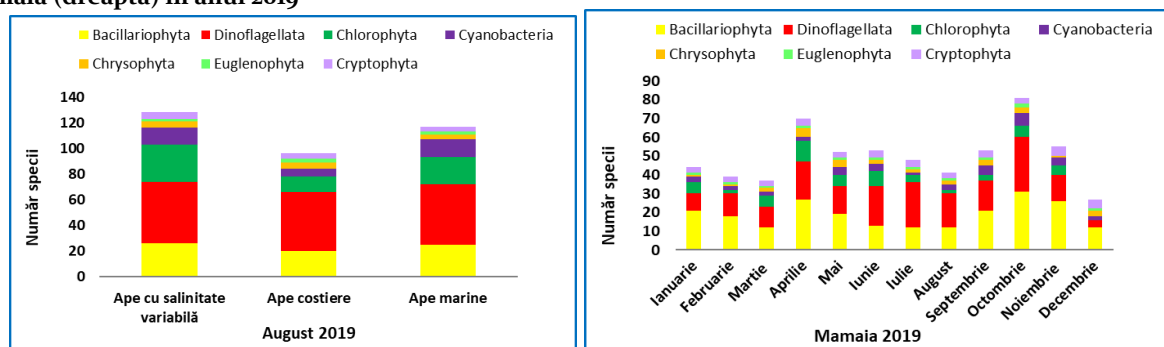 maia (dreapta) în anul 2019
Bacillariophyta Dinoflagellata Chlorophyta Cyanobacteria
Chrysophyta Euglenophyta Cryptophyta
140
120
100
80
60
40
20
0
Număr specii
Ape cu salinitate
variabilă
Ape costiere
Ape marine
August 2019
Bacillariophyta Dinoflagellata Chlorophyta Cyanobacteria
Chrysophyta Euglenophyta Cryptophyta
90
80
70
60
50
40
30
20
10
0
Număr specii
Ianuarie
Februarie
Martie
Aprilie
Mai
Iunie
Iulie
August
Septembrie
Octombrie
Noiembrie
Decembrie
Mamaia 2019